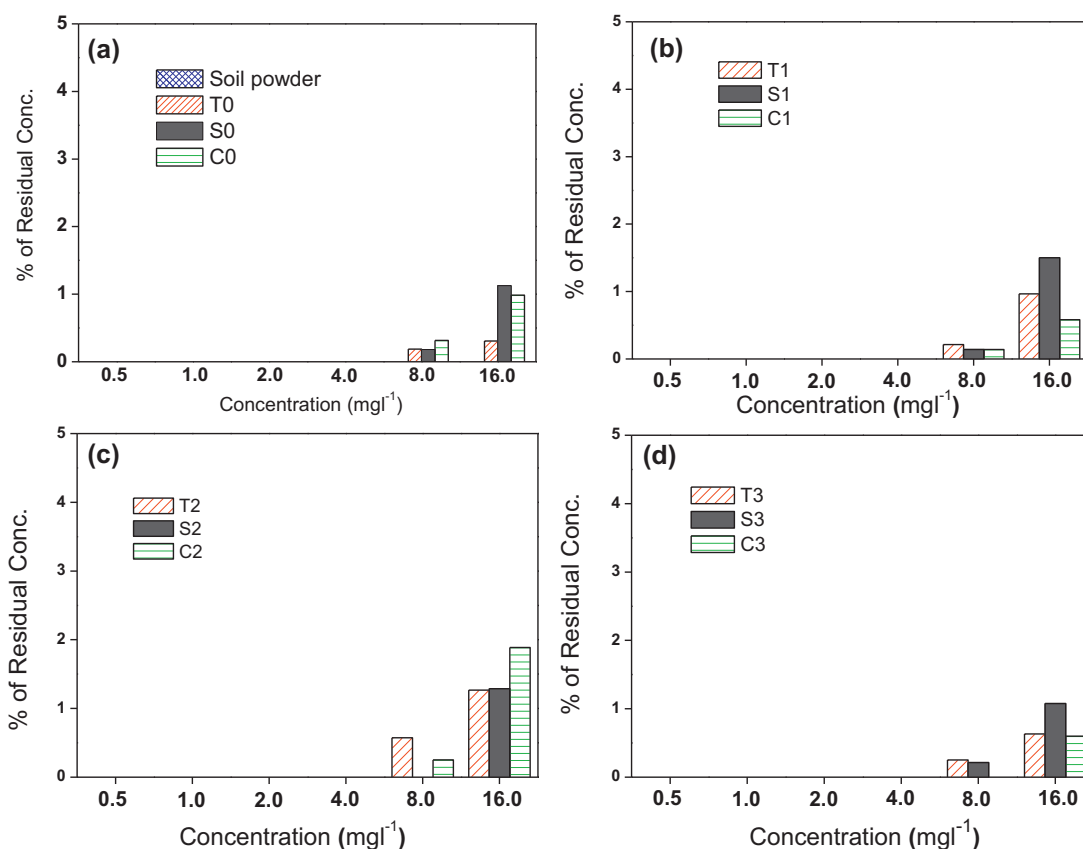 (a)
% of Residual Conc.
5
4
3
2
1
0
Soil powder
T0
S0
C0
0.5 1.0 2.0 4.0 8.0 16.0
Concentration (mgl⁻¹)
(b)
% of Residual Conc.
5
4
3
2
1
0
T1
S1
C1
0.5 1.0 2.0 4.0 8.0 16.0
Concentration (mgl⁻¹)
(c)
% of Residual Conc.
5
4
3
2
1
0
T2
S2
C2
0.5 1.0 2.0 4.0 8.0 16.0
Concentration (mgl⁻¹)
(d)
% of Residual Conc.
5
4
3
2
1
0
T3
S3
C3
0.5 1.0 2.0 4.0 8.0 16.0
Concentration (mgl⁻¹)